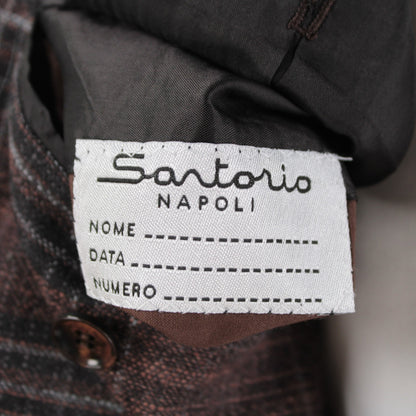 Sartorio
NAPOLI
NOME
DATA
NUMERO